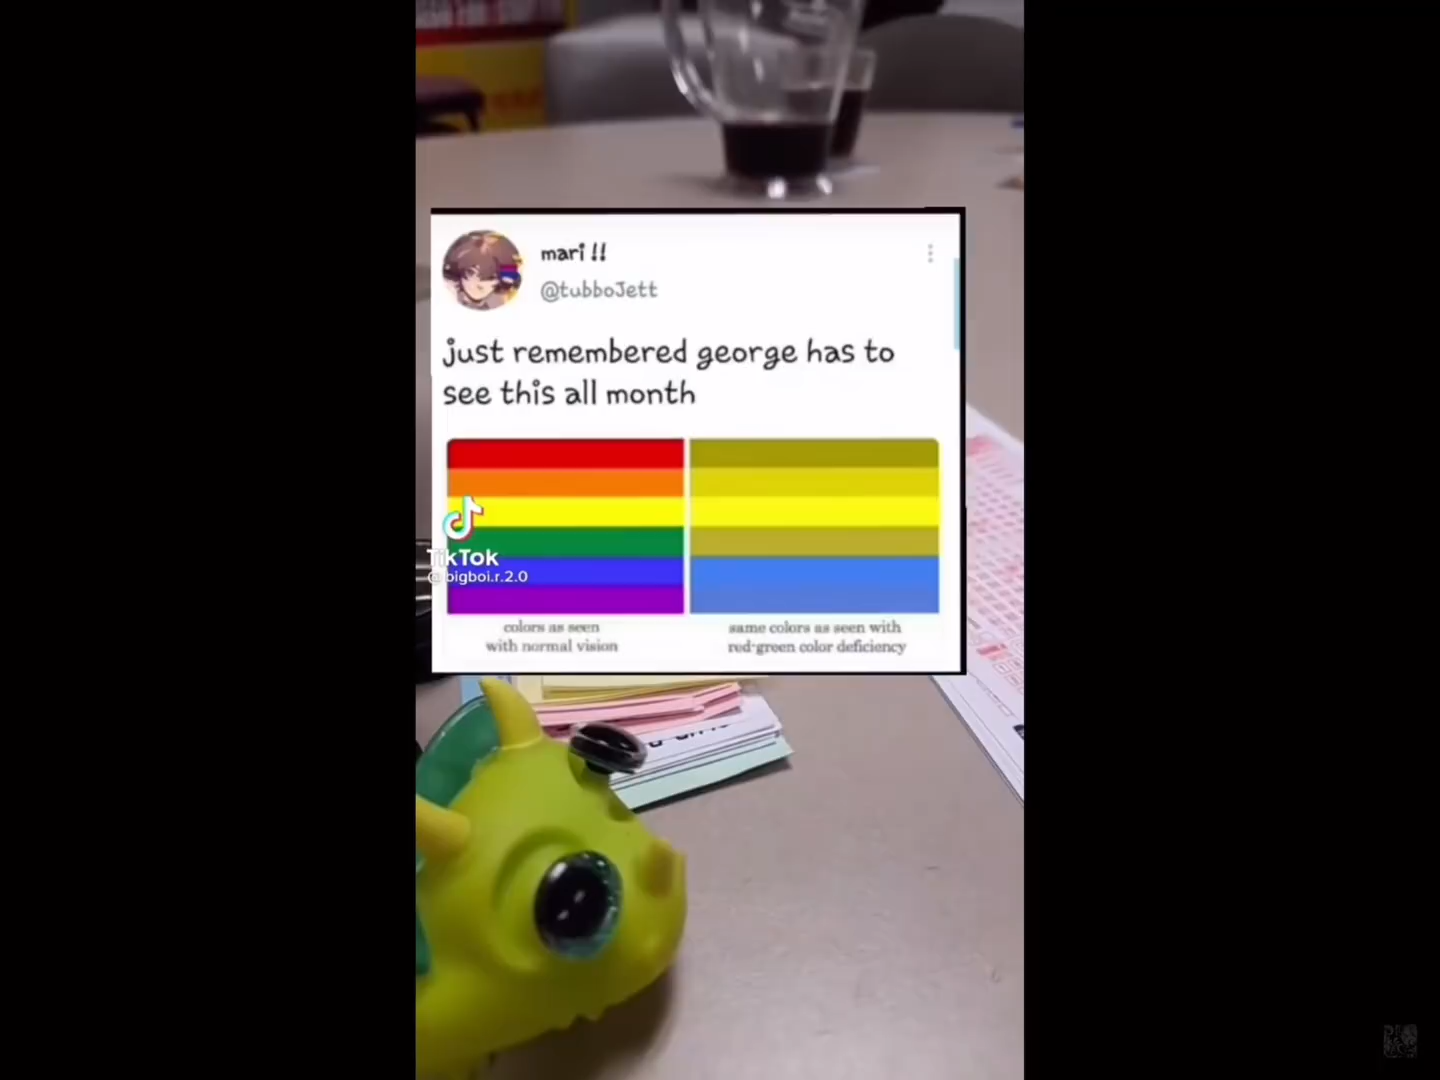 mari !!
@tubboJett
just remembered george has to
see this all month
TikTok
@bigboi.r.2.0
colors as seen
with normal vision
same colors as seen with
red-green color deficiency